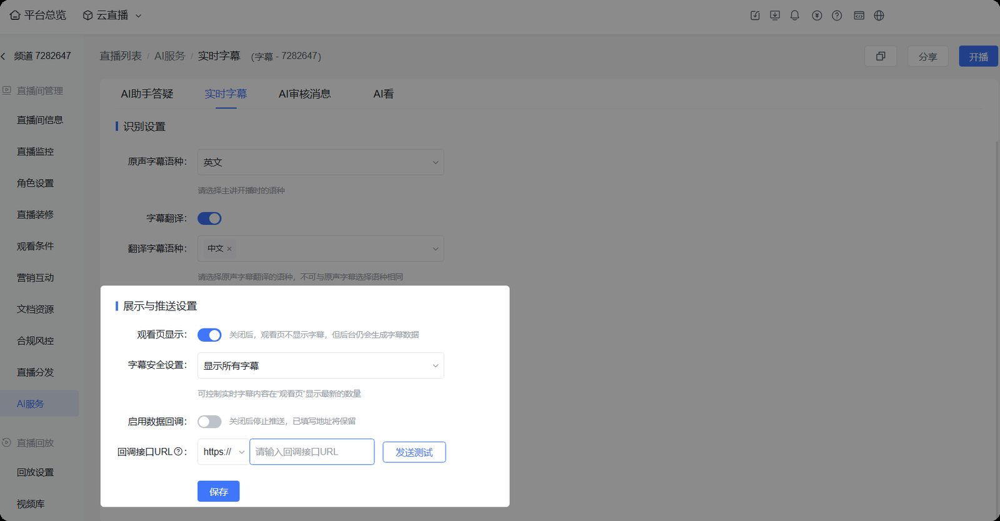 平台总览
云直播
频道 7282647
直播列表 / AI服务 / 实时字幕 (字幕 - 7282647)
分享
开播
直播间管理
直播间信息
直播监控
角色设置
直播装修
观看条件
营销互动
文档资源
合规风控
直播分发
AI服务
直播回放
回放设置
视频库
AI助手答疑
实时字幕
AI审核消息
AI看
识别设置
原声字幕语种：
英文
请选择主讲开播时的语种
字幕翻译：
翻译字幕语种：
中文 ×
请选择原声字幕翻译的语种，不可与原声字幕选择语种相同
展示与推送设置
观看页显示：
关闭后，观看页不显示字幕，但后台仍会生成字幕数据
字幕安全设置：
显示所有字幕
可控制实时字幕内容在“观看页”显示最新的数量
启用数据回调：
关闭后停止推送，已填写地址将保留
回调接口URL?：
https://
请输入回调接口URL
发送测试
保存